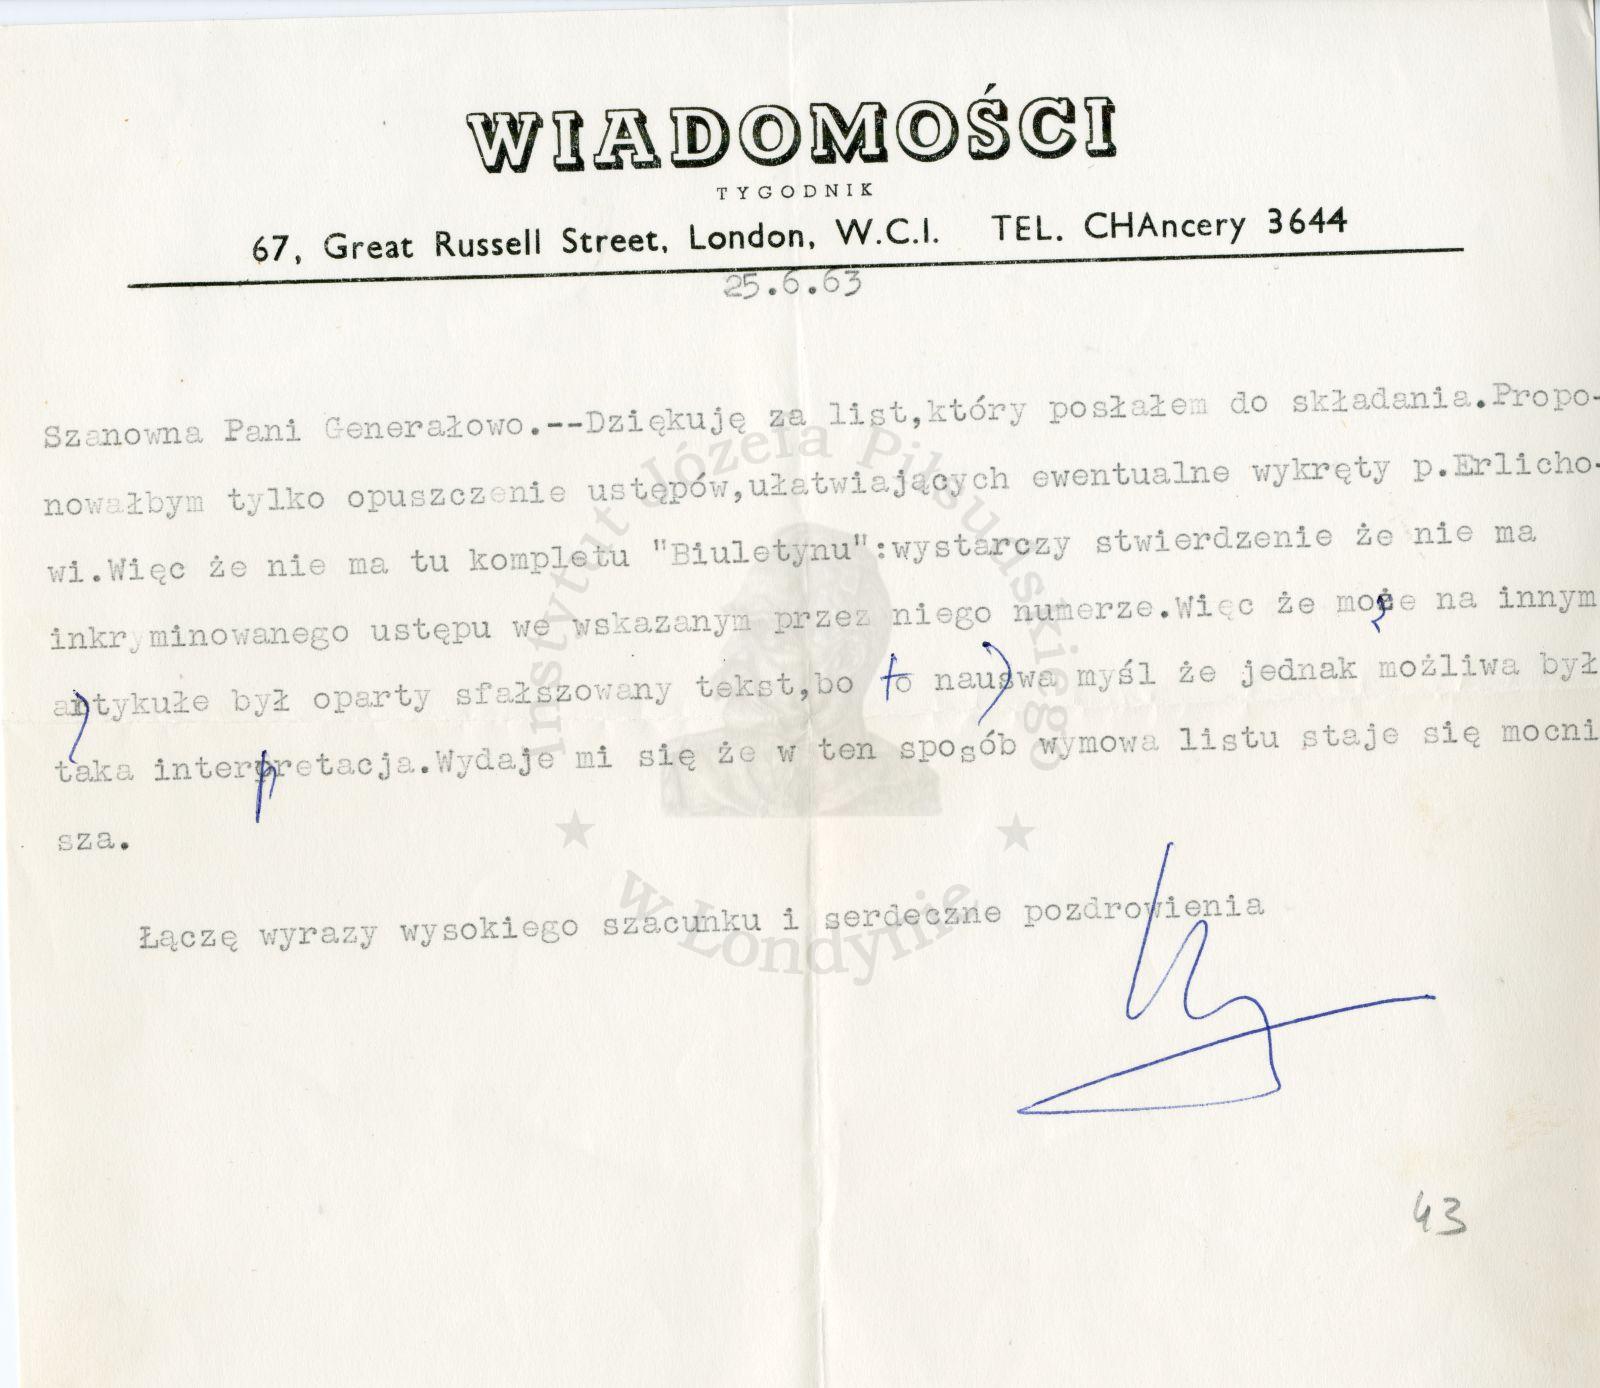 WIADOMOŚCI
TYGODNIK
67, Great Russell Street, London, W.C.I. TEL. CHAncery 3644
25.6.63
Szanowna Pani Generałowo.--Dziękuję za list,który posłałem do składania.Propo-
nowałbym tylko opuszczenie ustępów,ułatwiających ewentualne wykręty p.Erlicho-
wi.Więc że nie ma tu kompletu "Biuletynu":wystarczy stwierdzenie że nie ma
inkryminowanego ustępu we wskazanym przez niego numerze.Więc że może na innym
artykule był oparty sfałszowany tekst,bo to nasuwa myśl że jednak możliwa był
taka interpretacja.Wydaje mi się że w ten sposób wymowa listu staje się mocni
sza.
Łączę wyrazy wysokiego szacunku i serdeczne pozdrowienia
43
Instytut Józefa Piłsudskiego
w Londynie